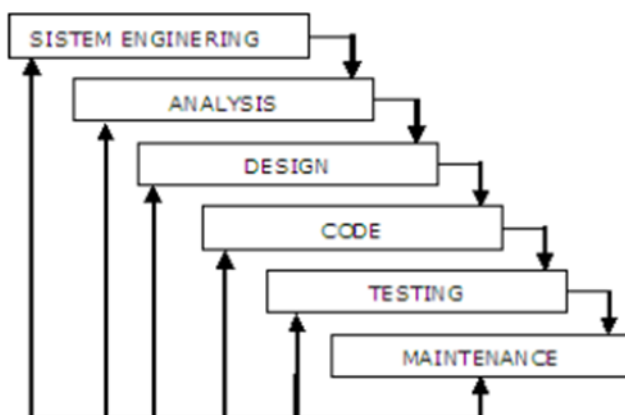 SISTEM ENGINERING
ANALYSIS
DESIGN
CODE
TESTING
MAINTENANCE